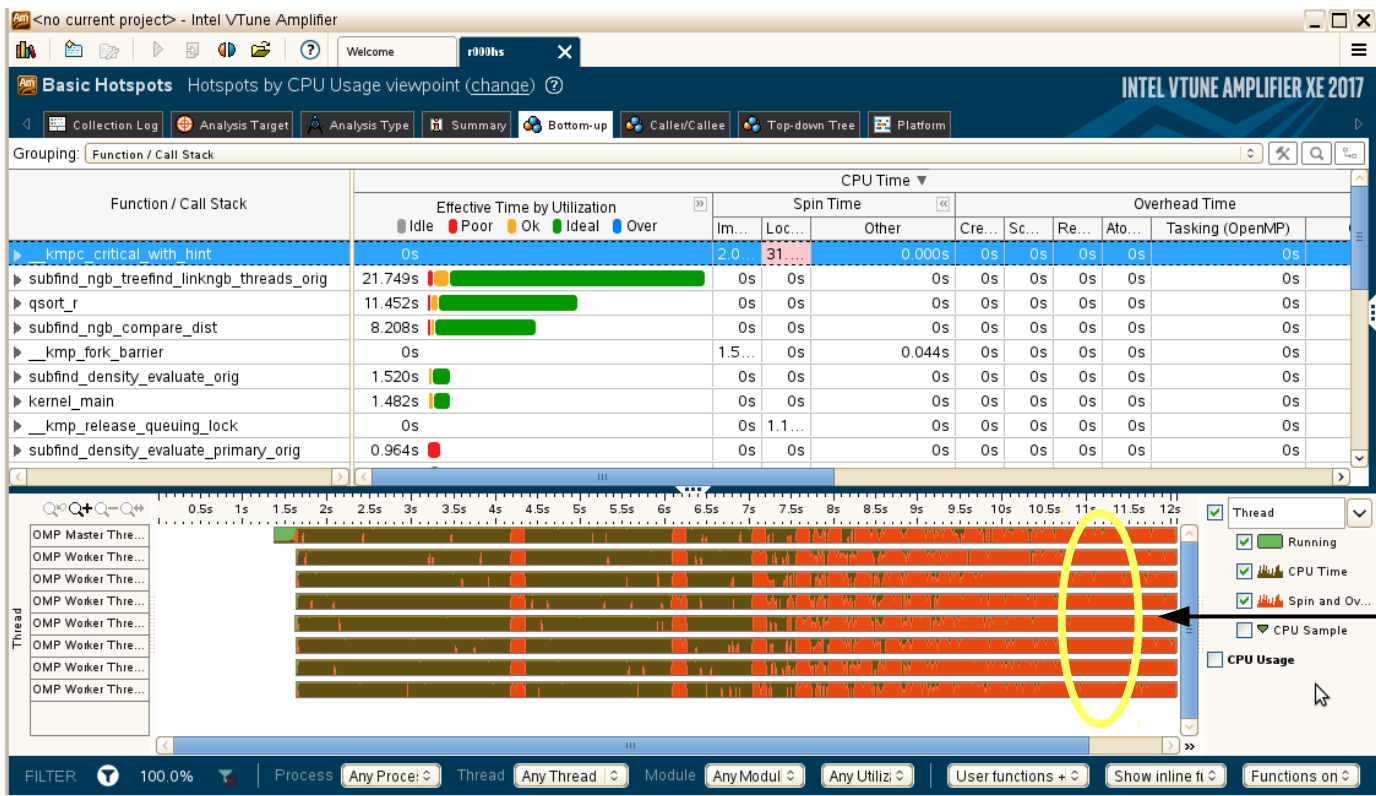 <no current project> - Intel VTune Amplifier
Welcome
r000hs
Basic Hotspots Hotspots by CPU Usage viewpoint (change)
INTEL VTUNE AMPLIFIER XE 2017
Collection Log Analysis Target Analysis Type Summary Bottom-up Caller/Callee Top-down Tree Platform
Grouping: Function / Call Stack
CPU Time
Function / Call Stack Effective Time by Utilization Spin Time Overhead Time
Idle Poor Ok Ideal Over Im... Loc... Other Cre... Sc... Re... Ato... Tasking (OpenMP)
__kmpc_critical_with_hint 0s 2.0... 31.... 0.000s 0s 0s 0s 0s 0s
subfind_ngb_treefind_linkngb_threads_orig 21.749s 0s 0s 0s 0s 0s 0s 0s 0s
qsort_r 11.452s 0s 0s 0s 0s 0s 0s 0s 0s
subfind_ngb_compare_dist 8.208s 0s 0s 0s 0s 0s 0s 0s 0s
__kmp_fork_barrier 0s 1.5... 0s 0.044s 0s 0s 0s 0s 0s
subfind_density_evaluate_orig 1.520s 0s 0s 0s 0s 0s 0s 0s 0s
kernel_main 1.482s 0s 0s 0s 0s 0s 0s 0s 0s
__kmp_release_queuing_lock 0s 0s 1.1... 0s 0s 0s 0s 0s 0s
subfind_density_evaluate_primary_orig 0.964s 0s 0s 0s 0s 0s 0s 0s 0s
0.5s 1s 1.5s 2s 2.5s 3s 3.5s 4s 4.5s 5s 5.5s 6s 6.5s 7s 7.5s 8s 8.5s 9s 9.5s 10s 10.5s 11s 11.5s 12s
Thread
OMP Master Thre...
OMP Worker Thre...
OMP Worker Thre...
OMP Worker Thre...
OMP Worker Thre...
OMP Worker Thre...
OMP Worker Thre...
OMP Worker Thre...
Thread
Running
CPU Time
Spin and Ov...
CPU Sample
CPU Usage
FILTER 100.0% Process Any Proce Thread Any Thread Module Any Modul Any Utiliz User functions + Show inline fu Functions on